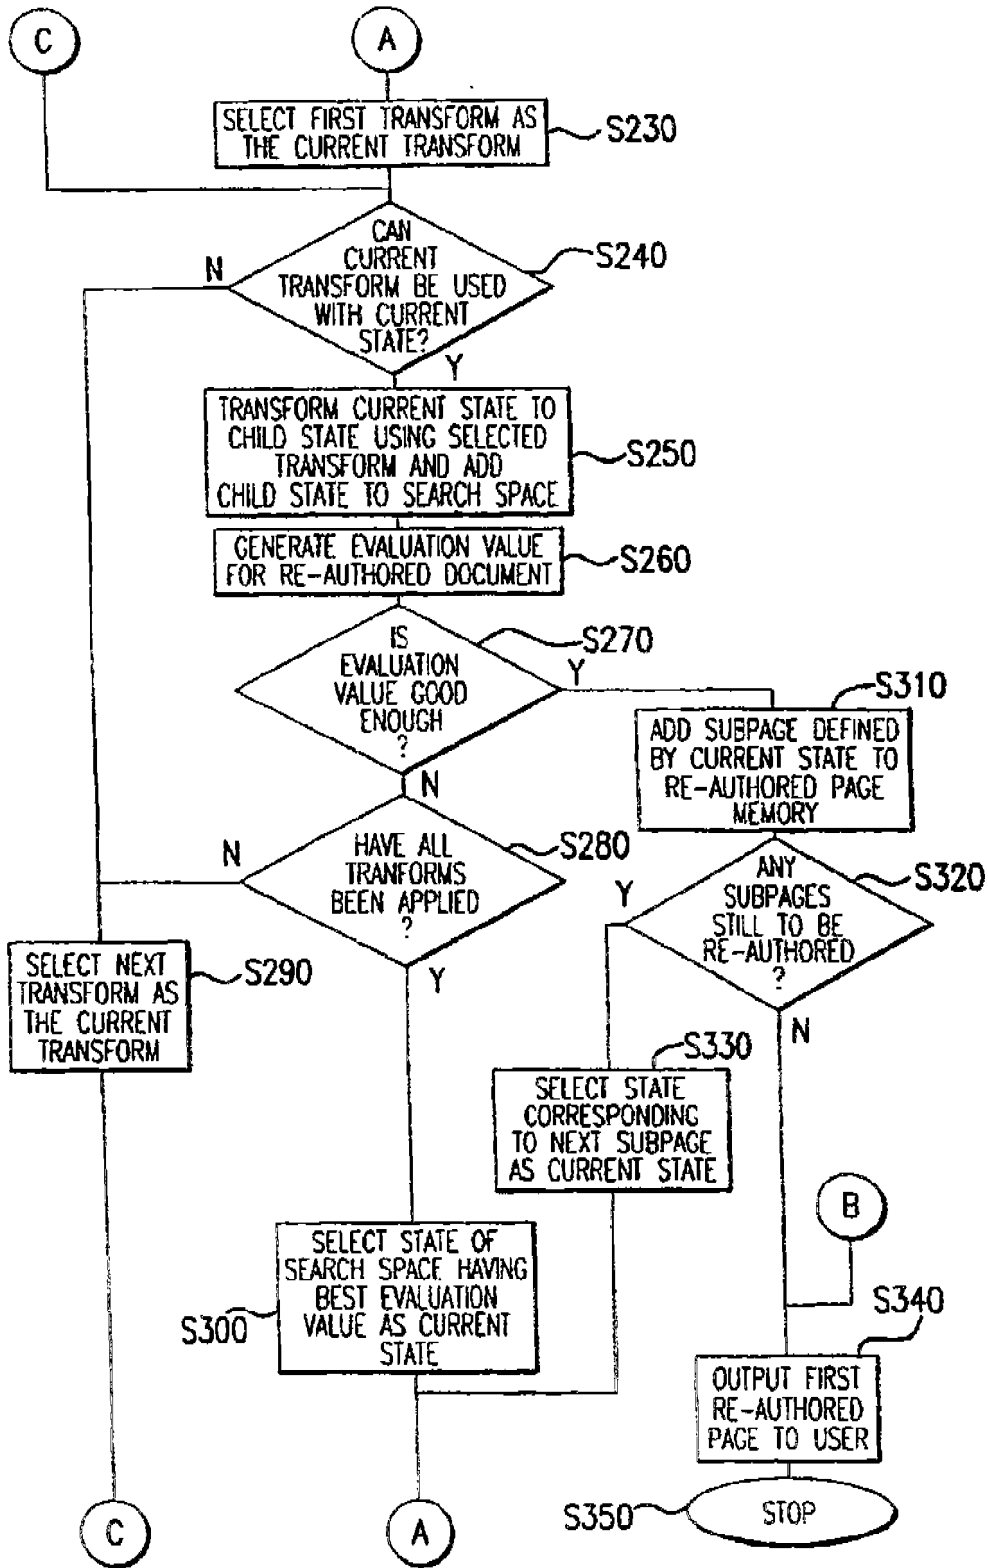 C
A
SELECT FIRST TRANSFORM AS
THE CURRENT TRANSFORM
S230
CAN
CURRENT
TRANSFORM BE USED
WITH CURRENT
STATE?
S240
N
Y
TRANSFORM CURRENT STATE TO
CHILD STATE USING SELECTED
TRANSFORM AND ADD
CHILD STATE TO SEARCH SPACE
S250
GENERATE EVALUATION VALUE
FOR RE-AUTHORED DOCUMENT
S260
IS
EVALUATION
VALUE GOOD
ENOUGH
?
S270
Y
N
ADD SUBPAGE DEFINED
BY CURRENT STATE TO
RE-AUTHORED PAGE
MEMORY
S310
HAVE ALL
TRANFORMS
BEEN APPLIED
?
S280
N
Y
ANY
SUBPAGES
STILL TO BE
RE-AUTHORED
?
S320
Y
N
SELECT NEXT
TRANSFORM AS
THE CURRENT
TRANSFORM
S290
SELECT STATE
CORRESPONDING
TO NEXT SUBPAGE
AS CURRENT STATE
S330
B
SELECT STATE OF
SEARCH SPACE HAVING
BEST EVALUATION
VALUE AS CURRENT
STATE
S300
OUTPUT FIRST
RE-AUTHORED
PAGE TO USER
S340
STOP
S350
C
A